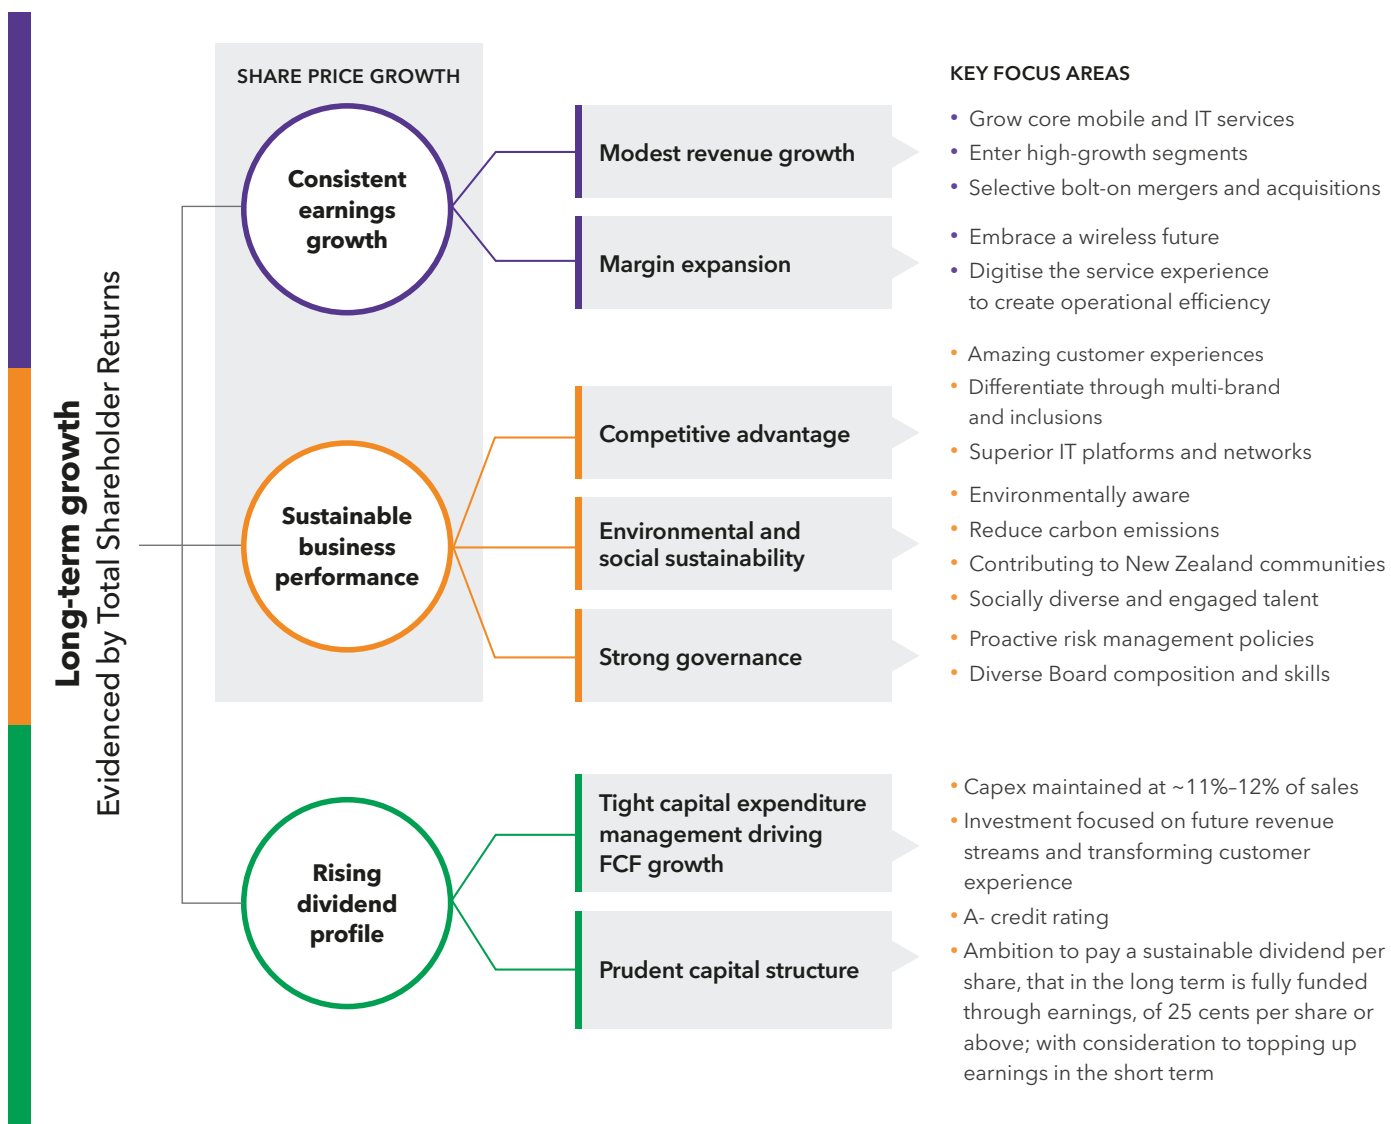 Long-term growth
Evidenced by Total Shareholder Returns
SHARE PRICE GROWTH
Consistent
earnings
growth
Modest revenue growth
Margin expansion
Sustainable
business
performance
Competitive advantage
Environmental and
social sustainability
Strong governance
Rising
dividend
profile
Tight capital expenditure
management driving
FCF growth
Prudent capital structure
KEY FOCUS AREAS
• Grow core mobile and IT services
• Enter high-growth segments
• Selective bolt-on mergers and acquisitions
• Embrace a wireless future
• Digitise the service experience
to create operational efficiency
• Amazing customer experiences
• Differentiate through multi-brand
and inclusions
• Superior IT platforms and networks
• Environmentally aware
• Reduce carbon emissions
• Contributing to New Zealand communities
• Socially diverse and engaged talent
• Proactive risk management policies
• Diverse Board composition and skills
• Capex maintained at ~11%–12% of sales
• Investment focused on future revenue
streams and transforming customer
experience
• A- credit rating
• Ambition to pay a sustainable dividend per
share, that in the long term is fully funded
through earnings, of 25 cents per share or
above; with consideration to topping up
earnings in the short term